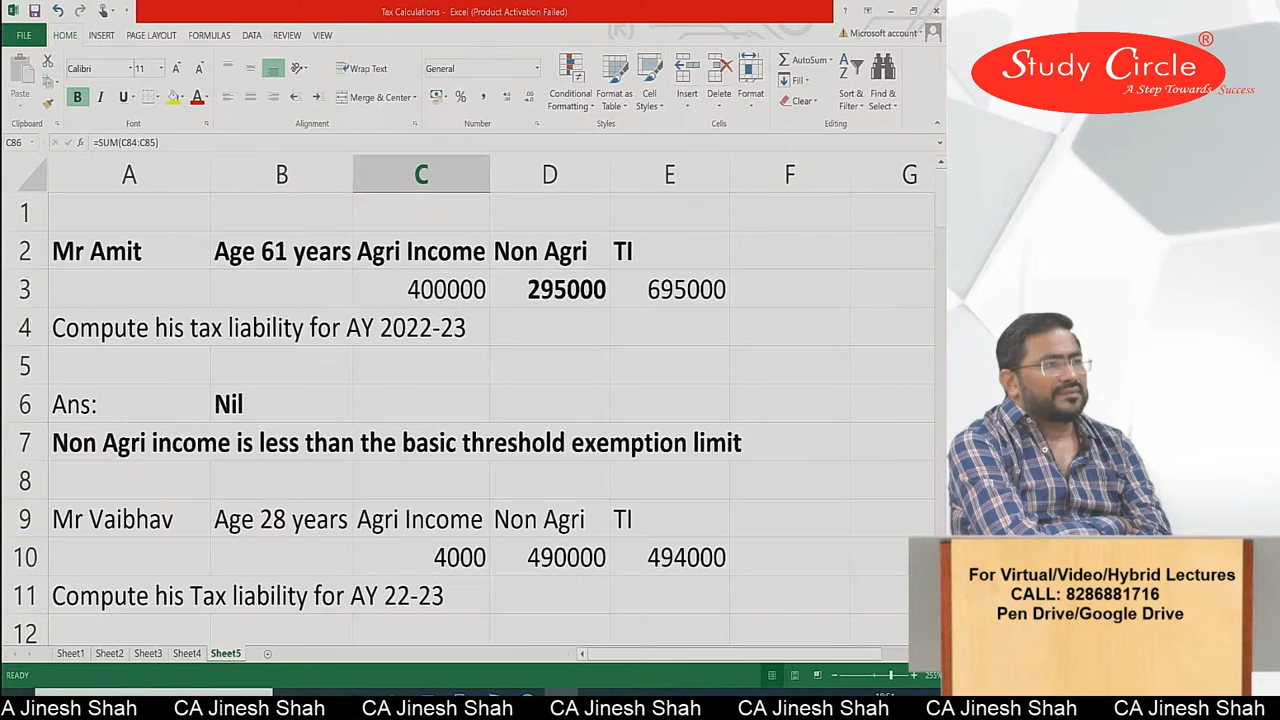 Tax Calculations - Excel (Product Activation Failed)
FILE HOME INSERT PAGE LAYOUT FORMULAS DATA REVIEW VIEW Microsoft account
Calibri 11 Wrap Text General AutoSum
Paste Merge & Center Conditional Formatting Format as Table Cell Styles Insert Delete Format Fill Clear Sort & Filter Find & Select
Clipboard Font Alignment Number Styles Cells Editing
C86 fx =SUM(C84:C85)
A B C D E F G
1
2 Mr Amit Age 61 years Agri Income Non Agri TI
3 400000 295000 695000
4 Compute his tax liability for AY 2022-23
5
6 Ans: Nil
7 Non Agri income is less than the basic threshold exemption limit
8
9 Mr Vaibhav Age 28 years Agri Income Non Agri TI
10 4000 490000 494000
11 Compute his Tax liability for AY 22-23
12
Sheet1 Sheet2 Sheet3 Sheet4 Sheet5
READY
Study Circle ®
A Step Towards Success
For Virtual/Video/Hybrid Lectures
CALL: 8286881716
Pen Drive/Google Drive
CA Jinesh Shah CA Jinesh Shah CA Jinesh Shah CA Jinesh Shah CA Jinesh Shah CA Jinesh Shah CA Jinesh Shah